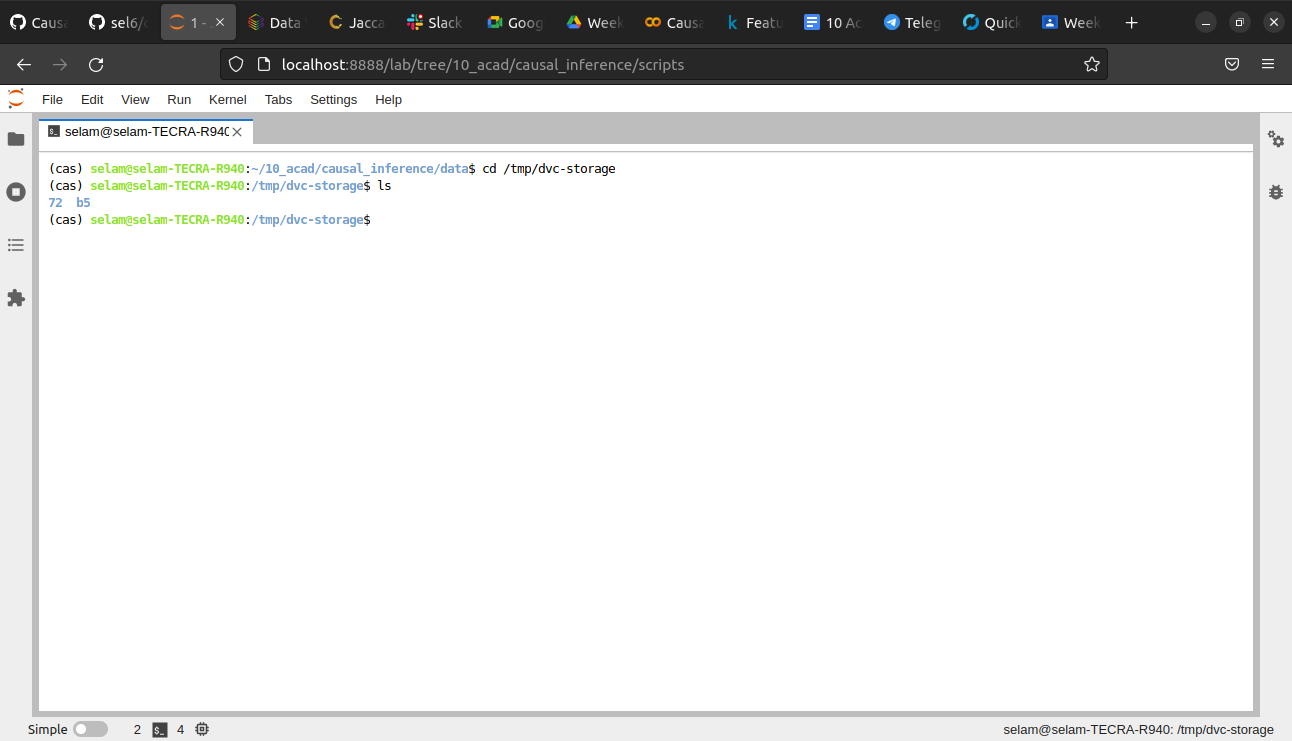 Causa sel6/c 1 - Data Jacca Slack Goog Week Causa Featu 10 Ac Teleg Quick Week
localhost:8888/lab/tree/10_acad/causal_inference/scripts
File Edit View Run Kernel Tabs Settings Help
selam@selam-TECRA-R940
(cas) selam@selam-TECRA-R940:~/10_acad/causal_inference/data$ cd /tmp/dvc-storage
(cas) selam@selam-TECRA-R940:/tmp/dvc-storage$ ls
72 b5
(cas) selam@selam-TECRA-R940:/tmp/dvc-storage$
Simple 2 $_ 4 selam@selam-TECRA-R940: /tmp/dvc-storage